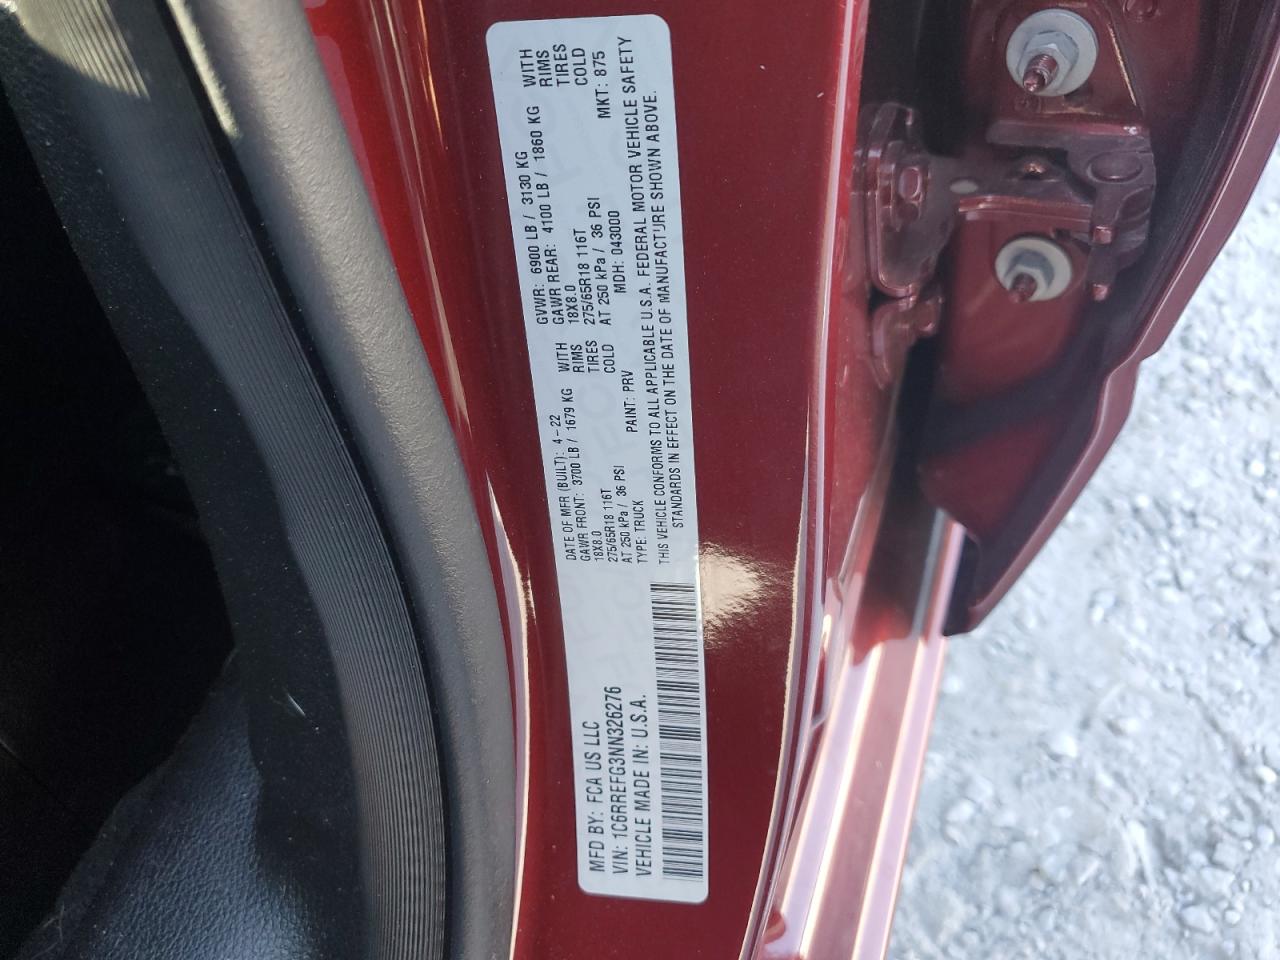 MFD BY: FCA US LLC
VIN: 1C6RREFG3NN326276
VEHICLE MADE IN: U.S.A.
DATE OF MFR (BUILT): 4-22 GVWR: 6900 LB / 3130 KG
GAWR FRONT: 3700 LB / 1679 KG WITH GAWR REAR: 4100 LB / 1860 KG WITH
18X8.0 RIMS 18X8.0 RIMS
275/65R18 116T TIRES 275/65R18 116T TIRES
AT 250 kPa / 36 PSI COLD AT 250 kPa / 36 PSI COLD
TYPE: TRUCK PAINT: PRV MDH: 043000 MKT: 875
THIS VEHICLE CONFORMS TO ALL APPLICABLE U.S.A. FEDERAL MOTOR VEHICLE SAFETY
STANDARDS IN EFFECT ON THE DATE OF MANUFACTURE SHOWN ABOVE.